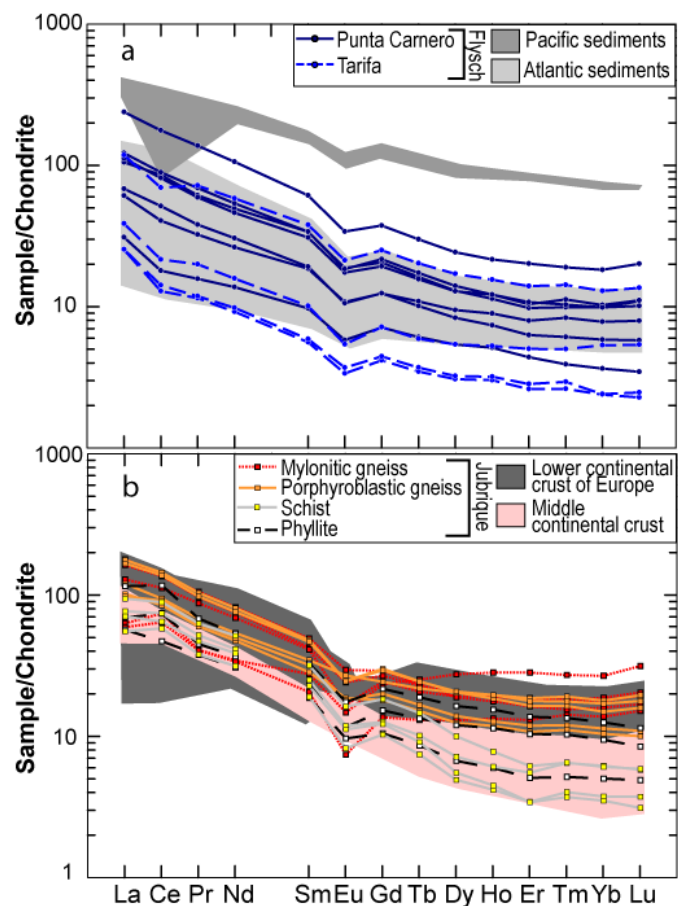 1000
a
Punta Carnero
Tarifa
Flysch
Pacific sediments
Atlantic sediments
100
10
Sample/Chondrite
1000
b
Mylonitic gneiss
Porphyroblastic gneiss
Schist
Phyllite
Jubrique
Lower continental
crust of Europe
Middle
continental crust
100
10
1
Sample/Chondrite
La Ce Pr Nd Sm Eu Gd Tb Dy Ho Er Tm Yb Lu